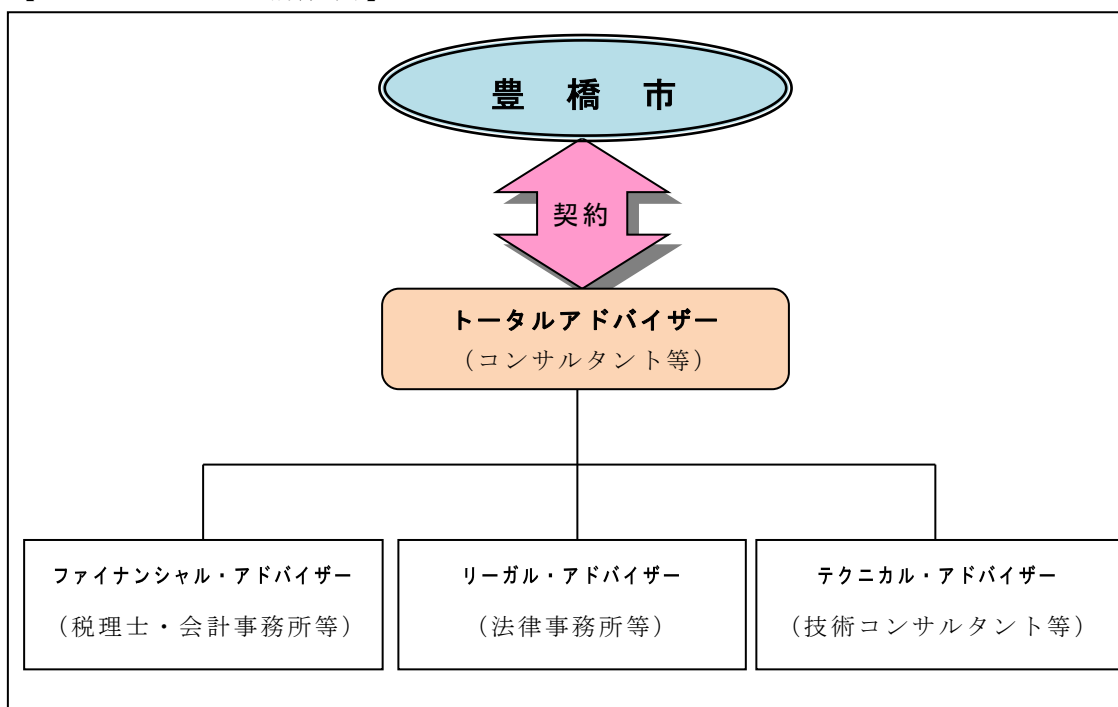 豊 橋 市
契約
トータルアドバイザー
（コンサルタント等）
ファイナンシャル・アドバイザー
（税理士・会計事務所等）
リーガル・アドバイザー
（法律事務所等）
テクニカル・アドバイザー
（技術コンサルタント等）